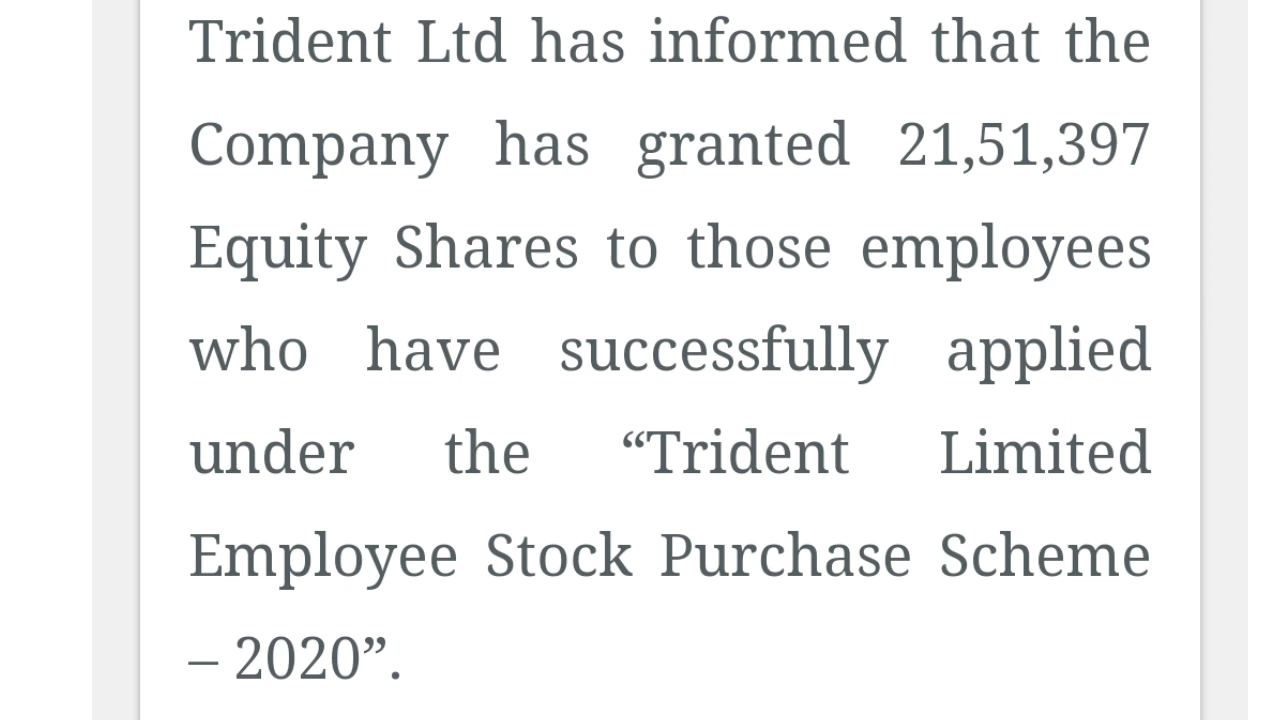 Trident Ltd has informed that the
Company has granted 21,51,397
Equity Shares to those employees
who have successfully applied
under the “Trident Limited
Employee Stock Purchase Scheme
– 2020”.